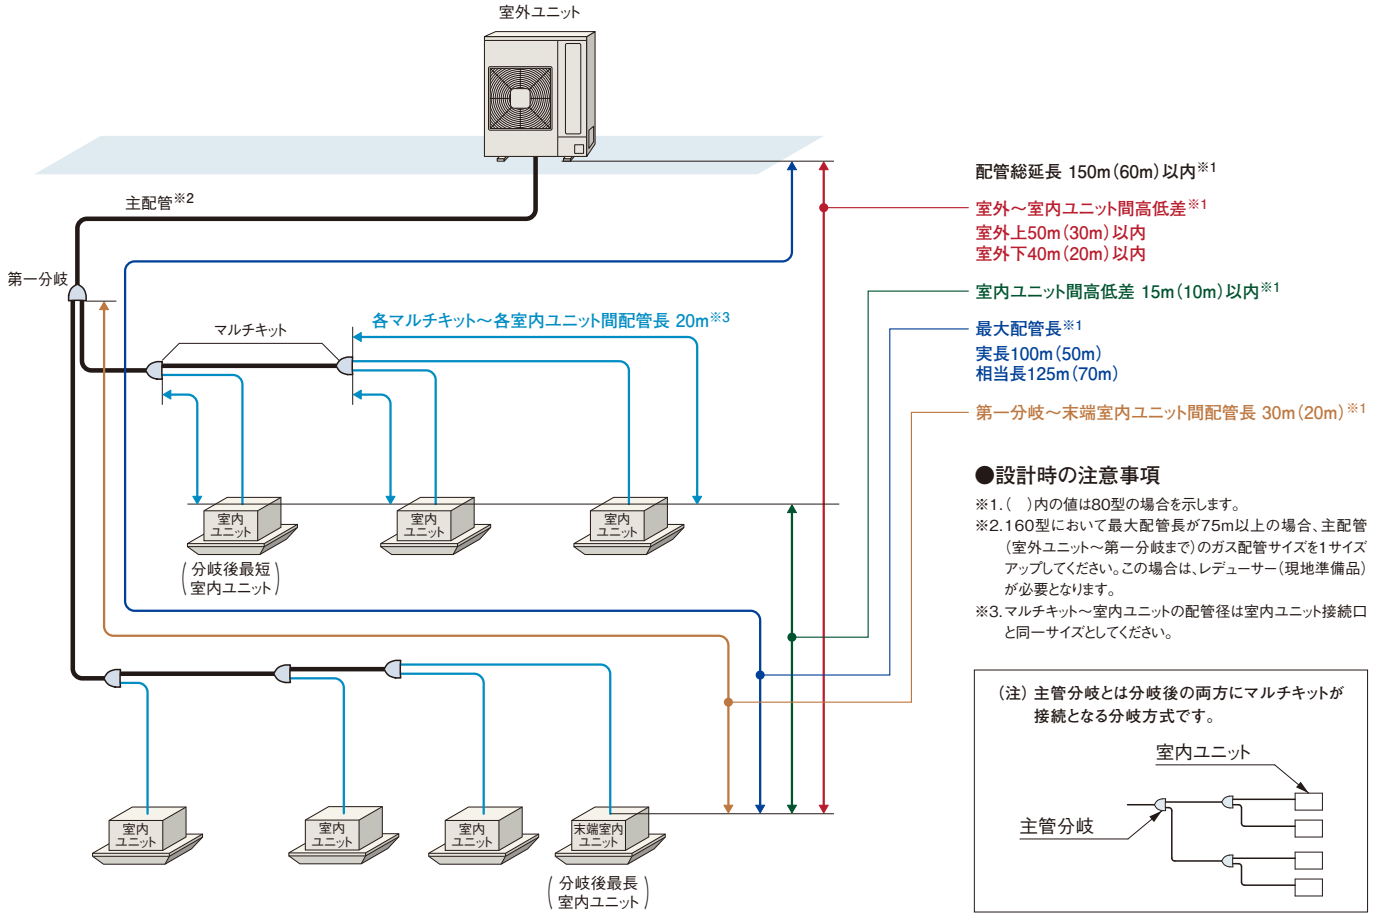 室外ユニット
主配管※2
第一分岐
マルチキット
各マルチキット～各室内ユニット間配管長 20m※3
室内
ユニット
室内
ユニット
室内
ユニット
(分岐後最短
室内ユニット)
室内
ユニット
室内
ユニット
室内
ユニット
末端室内
ユニット
(分岐後最長
室内ユニット)
配管総延長 150m(60m)以内※1
室外～室内ユニット間高低差※1
室外上50m(30m)以内
室外下40m(20m)以内
室内ユニット間高低差 15m(10m)以内※1
最大配管長※1
実長100m(50m)
相当長125m(70m)
第一分岐～末端室内ユニット間配管長 30m(20m)※1
●設計時の注意事項
※1.(　)内の値は80型の場合を示します。
※2.160型において最大配管長が75m以上の場合、主配管
(室外ユニット～第一分岐まで)のガス配管サイズを1サイズ
アップしてください。この場合は、レデューサー(現地準備品)
が必要となります。
※3.マルチキット～室内ユニットの配管径は室内ユニット接続口
と同一サイズとしてください。
(注) 主管分岐とは分岐後の両方にマルチキットが
接続となる分岐方式です。
室内ユニット
主管分岐